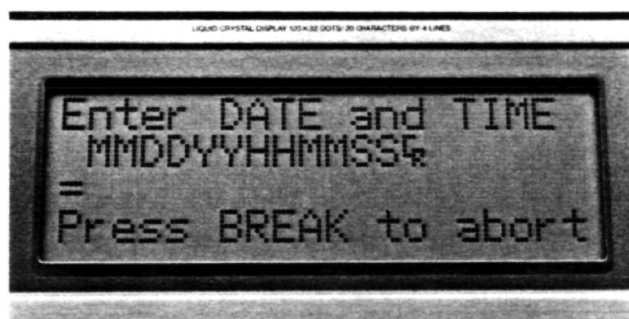 LIQUID CRYSTAL DISPLAY 120 x 32 DOTS: 20 CHARACTERS BY 4 LINES
Enter DATE and TIME
MMDDYYHHMMSS␍
=
Press BREAK to abort